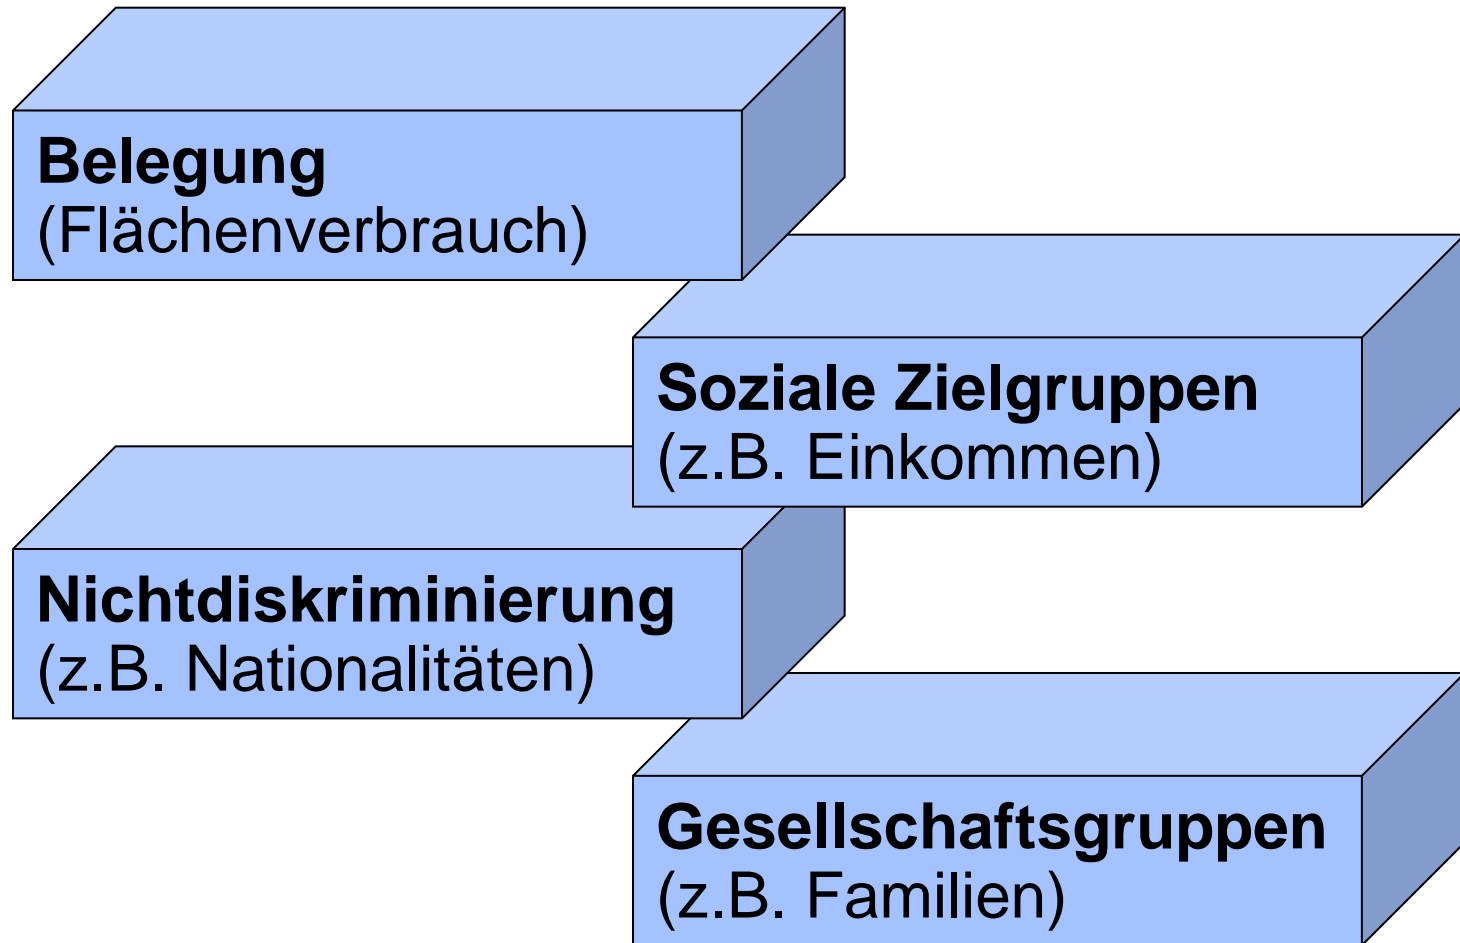 Belegung
(Flächenverbrauch)
Soziale Zielgruppen
(z.B. Einkommen)
Nichtdiskriminierung
(z.B. Nationalitäten)
Gesellschaftsgruppen
(z.B. Familien)